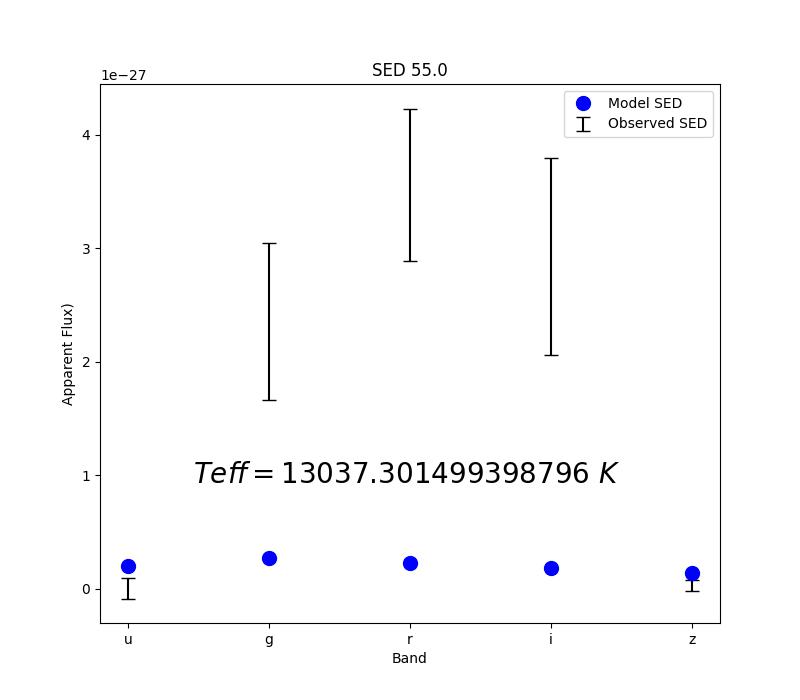 SED 55.0
1e−27
Model SED
Observed SED
4
3
2
1
0
Apparent Flux)
Teff = 13037.301499398796 K
u g r i z
Band